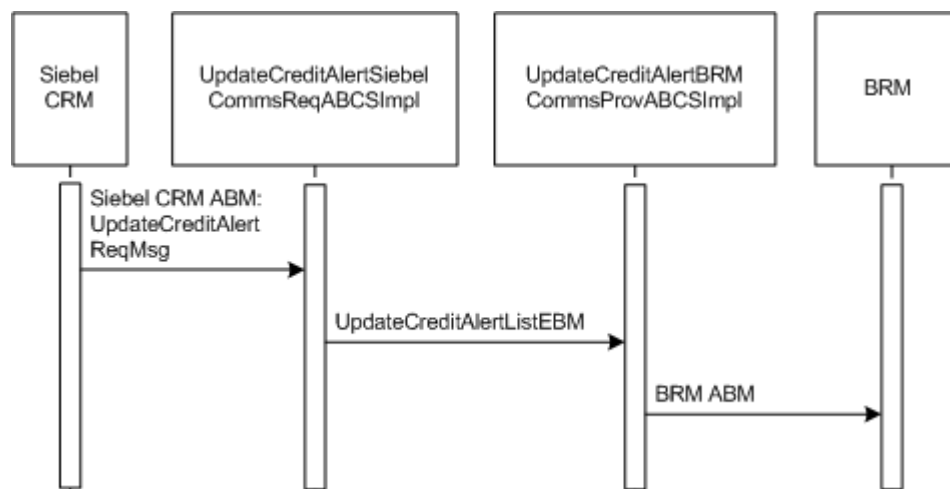 Siebel
CRM
UpdateCreditAlertSiebel
CommsReqABCSImpl
UpdateCreditAlertBRM
CommsProvABCSImpl
BRM
Siebel CRM ABM:
UpdateCreditAlert
ReqMsg
UpdateCreditAlertListEBM
BRM ABM